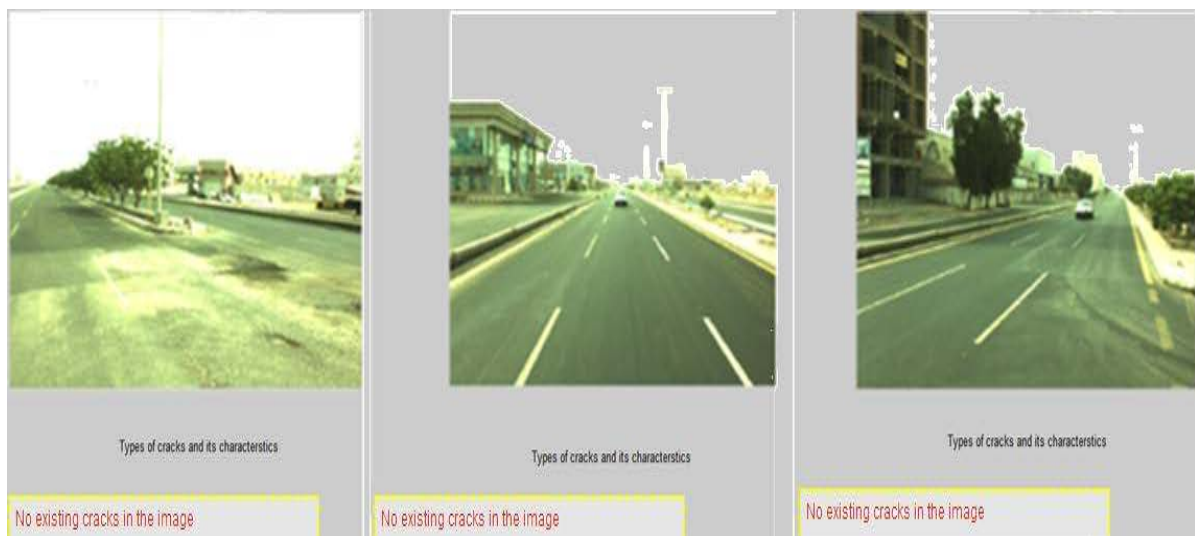 Types of cracks and its characterstics
Types of cracks and its characterstics
Types of cracks and its characterstics
No existing cracks in the image
No existing cracks in the image
No existing cracks in the image